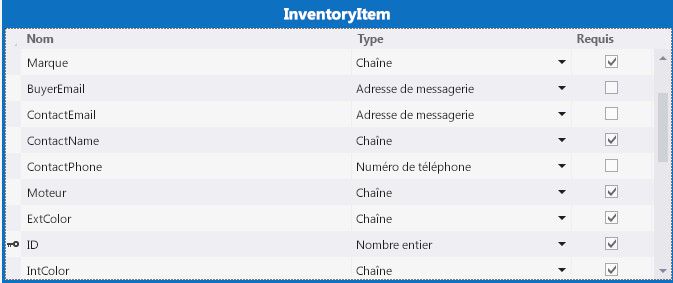 InventoryItem
Nom Type Requis
Marque Chaîne
BuyerEmail Adresse de messagerie
ContactEmail Adresse de messagerie
ContactName Chaîne
ContactPhone Numéro de téléphone
Moteur Chaîne
ExtColor Chaîne
ID Nombre entier
IntColor Chaîne